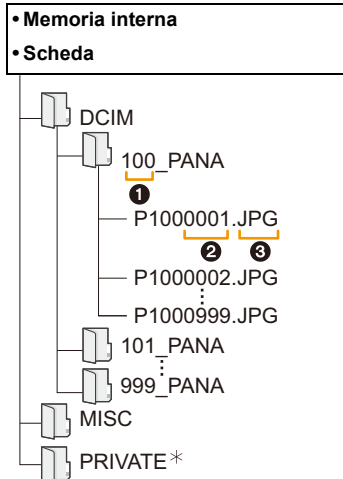 • Memoria interna
• Scheda
DCIM
100_PANA
❶
P1000001.JPG
❷ ❸
P1000002.JPG
P1000999.JPG
101_PANA
999_PANA
MISC
PRIVATE＊